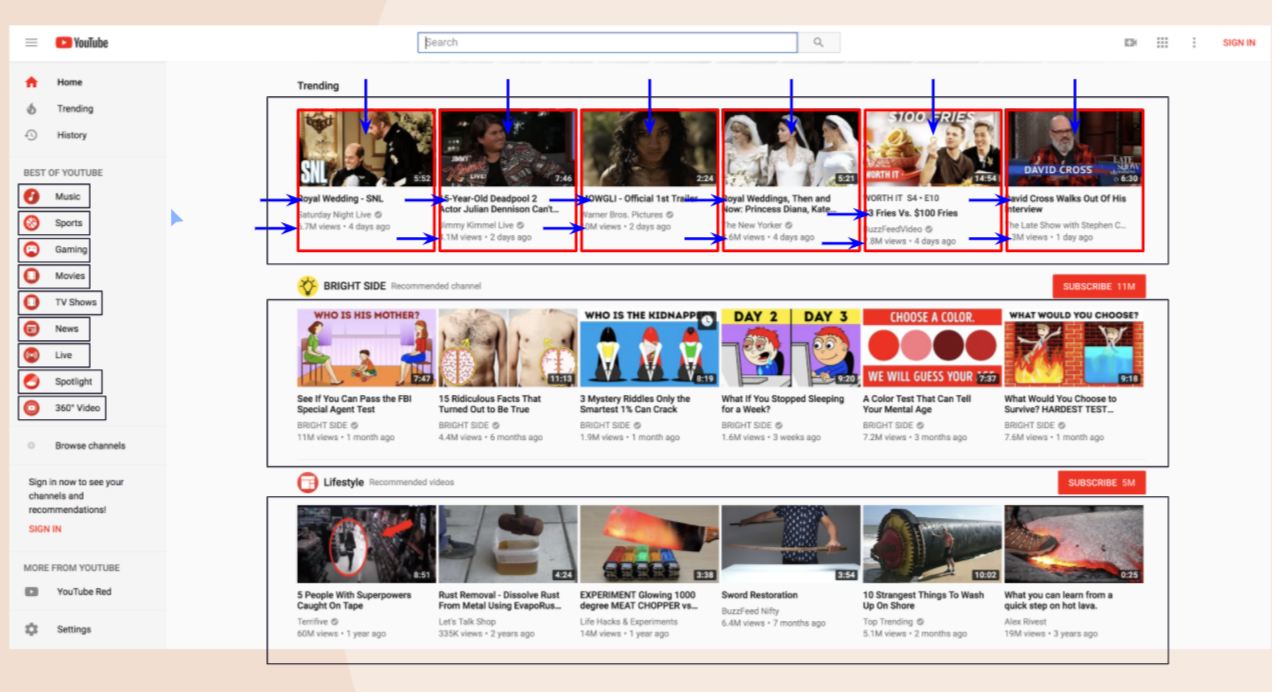 YouTube
Search
SIGN IN
Home
Trending
History
BEST OF YOUTUBE
Music
Sports
Gaming
Movies
TV Shows
News
Live
Spotlight
360° Video
Browse channels
Sign in now to see your
channels and
recommendations!
SIGN IN
MORE FROM YOUTUBE
YouTube Red
Settings
Trending
SNL
5:52
Royal Wedding - SNL
Saturday Night Live
.7M views • 4 days ago
JIMMY
LIVE!
7:46
5-Year-Old Deadpool 2
Actor Julian Dennison Can't...
Jimmy Kimmel Live
.1M views • 2 days ago
2:24
MOWGLI - Official 1st Trailer
Warner Bros. Pictures
0M views • 2 days ago
5:21
Royal Weddings, Then and
Now: Princess Diana, Kate...
The New Yorker
.6M views • 4 days ago
$100 FRIES
WORTH IT
14:54
WORTH IT S4 • E10
3 Fries Vs. $100 Fries
BuzzFeedVideo
.8M views • 4 days ago
DAVID CROSS
LATE
SHOW
6:30
David Cross Walks Out Of His
Interview
The Late Show with Stephen C...
.3M views • 1 day ago
BRIGHT SIDE Recommended channel
SUBSCRIBE 11M
WHO IS HIS MOTHER?
7:47
See If You Can Pass the FBI
Special Agent Test
BRIGHT SIDE
11M views • 1 month ago
11:13
15 Ridiculous Facts That
Turned Out to Be True
BRIGHT SIDE
4.4M views • 6 months ago
WHO IS THE KIDNAPPE
8:19
3 Mystery Riddles Only the
Smartest 1% Can Crack
BRIGHT SIDE
1.9M views • 1 month ago
DAY 2 DAY 3
9:20
What If You Stopped Sleeping
for a Week?
BRIGHT SIDE
1.6M views • 3 weeks ago
CHOOSE A COLOR.
WE WILL GUESS YOUR
7:37
A Color Test That Can Tell
Your Mental Age
BRIGHT SIDE
7.2M views • 3 months ago
WHAT WOULD YOU CHOOSE?
9:18
What Would You Choose to
Survive? HARDEST TEST...
BRIGHT SIDE
7.6M views • 1 month ago
Lifestyle Recommended videos
SUBSCRIBE 5M
8:51
5 People With Superpowers
Caught On Tape
Terrifive
60M views • 1 year ago
4:24
Rust Removal - Dissolve Rust
From Metal Using EvapoRus...
Let's Talk Shop
335K views • 2 years ago
3:38
EXPERIMENT Glowing 1000
degree MEAT CHOPPER vs...
Life Hacks & Experiments
14M views • 1 year ago
3:54
Sword Restoration
BuzzFeed Nifty
6.4M views • 7 months ago
10:02
10 Strangest Things To Wash
Up On Shore
Top Trending
5.1M views • 2 months ago
0:25
What you can learn from a
quick step on hot lava.
Alex Rivest
19M views • 3 years ago